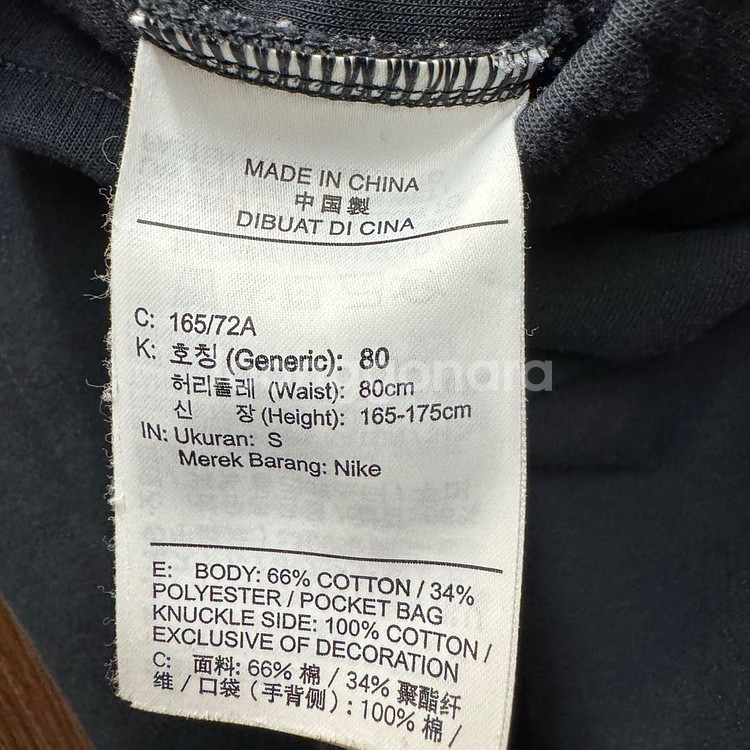 MADE IN CHINA
中国製
DIBUAT DI CINA
C: 165/72A
K: 호칭 (Generic): 80
허리둘레 (Waist): 80cm
신 장 (Height): 165-175cm
IN: Ukuran: S
Merek Barang: Nike
E: BODY: 66% COTTON / 34%
POLYESTER / POCKET BAG
KNUCKLE SIDE: 100% COTTON /
EXCLUSIVE OF DECORATION
C: 面料: 66% 棉 / 34% 聚酯纤
维 / 口袋 (手背侧) : 100% 棉 /